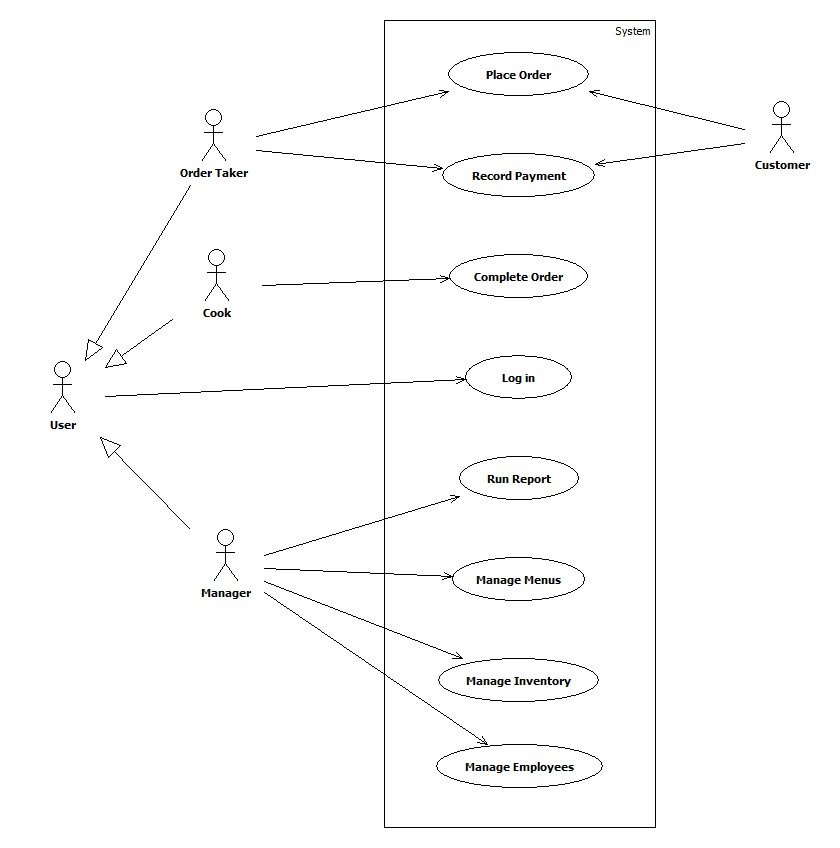 System
Place Order
Order Taker
Customer
Record Payment
Cook
Complete Order
User
Log in
Run Report
Manager
Manage Menus
Manage Inventory
Manage Employees